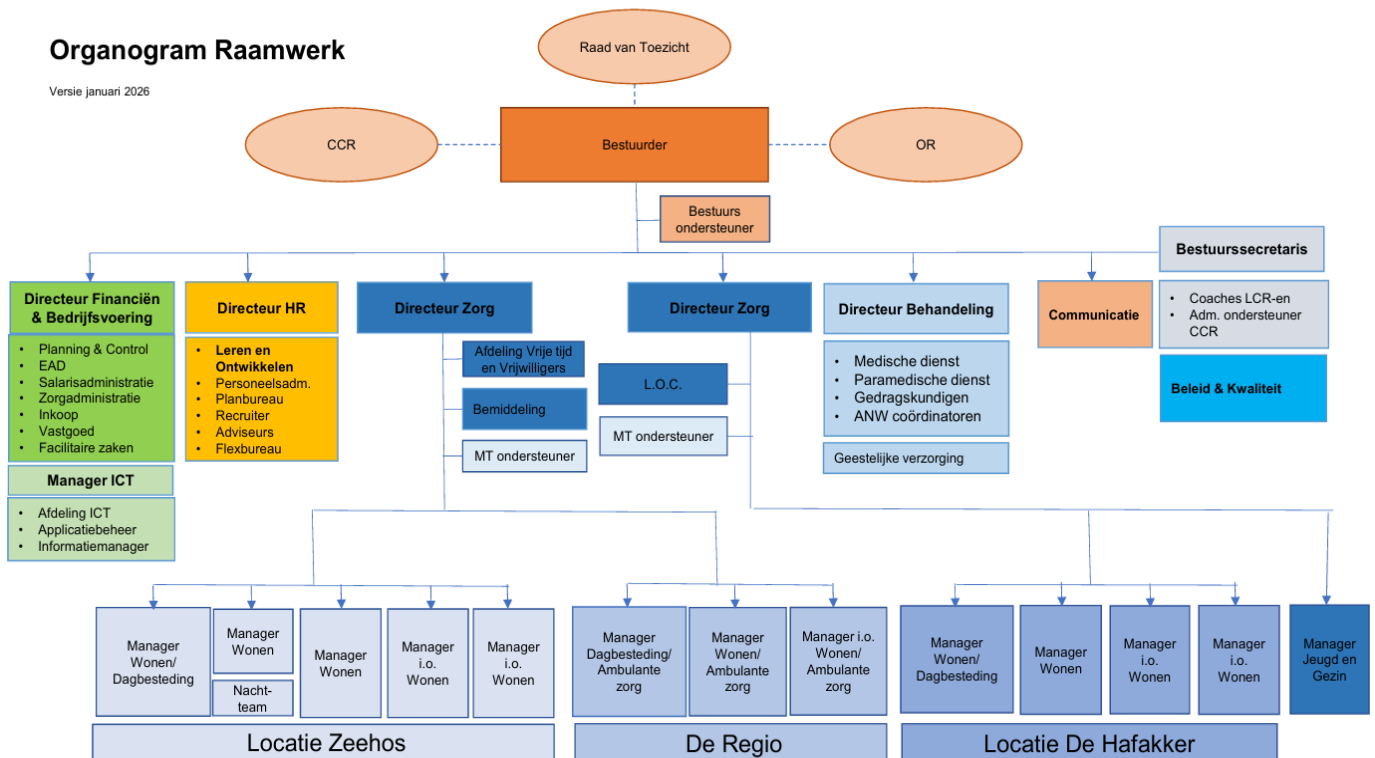 Organogram Raamwerk
Versie januari 2026
Raad van Toezicht
CCR
Bestuurder
OR
Bestuurs
ondersteuner
Bestuurssecretaris
• Coaches LCR-en
• Adm. ondersteuner
CCR
Beleid & Kwaliteit
Directeur Financiën
& Bedrijfsvoering
• Planning & Control
• EAD
• Salarisadministratie
• Zorgadministratie
• Inkoop
• Vastgoed
• Facilitaire zaken
Manager ICT
• Afdeling ICT
• Applicatiebeheer
• Informatiemanager
Directeur HR
• Leren en
Ontwikkelen
• Personeelsadm.
• Planbureau
• Recruiter
• Adviseurs
• Flexbureau
Directeur Zorg
Afdeling Vrije tijd
en Vrijwilligers
Bemiddeling
MT ondersteuner
Directeur Zorg
L.O.C.
MT ondersteuner
Directeur Behandeling
• Medische dienst
• Paramedische dienst
• Gedragskundigen
• ANW coördinatoren
Geestelijke verzorging
Communicatie
Manager
Wonen/
Dagbesteding
Manager
Wonen
Nacht-
team
Manager
Wonen
Manager
i.o.
Wonen
Manager
i.o.
Wonen
Locatie Zeehos
Manager
Dagbesteding/
Ambulante
zorg
Manager
Wonen/
Ambulante
zorg
Manager i.o.
Wonen/
Ambulante
zorg
De Regio
Manager
Wonen/
Dagbesteding
Manager
Wonen
Manager
i.o.
Wonen
Manager
i.o.
Wonen
Locatie De Hafakker
Manager
Jeugd en
Gezin